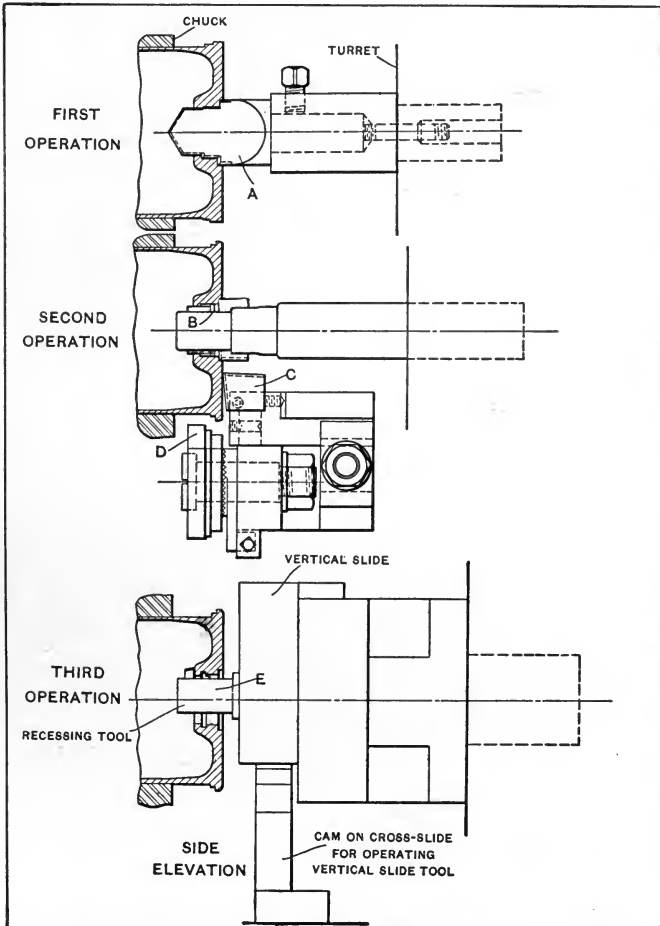 CHUCK
TURRET
FIRST
OPERATION
A
SECOND
OPERATION
B
C
D
VERTICAL SLIDE
THIRD
OPERATION
E
RECESSING TOOL
SIDE
ELEVATION
CAM ON CROSS-SLIDE
FOR OPERATING
VERTICAL SLIDE TOOL